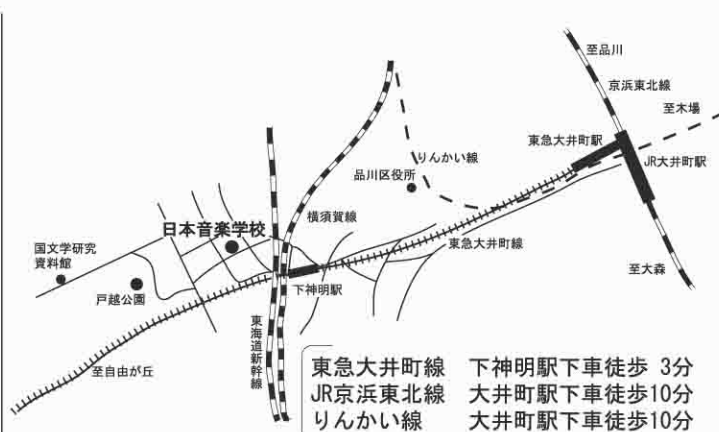 至品川
京浜東北線
至木場
東急大井町駅
JR大井町駅
りんかい線
品川区役所
横須賀線
日本音楽学校
国文学研究
資料館
東急大井町線
戸越公園
下神明駅
至大森
東海道新幹線
至自由が丘
東急大井町線 下神明駅下車徒歩 3分
JR京浜東北線 大井町駅下車徒歩10分
りんかい線 大井町駅下車徒歩10分